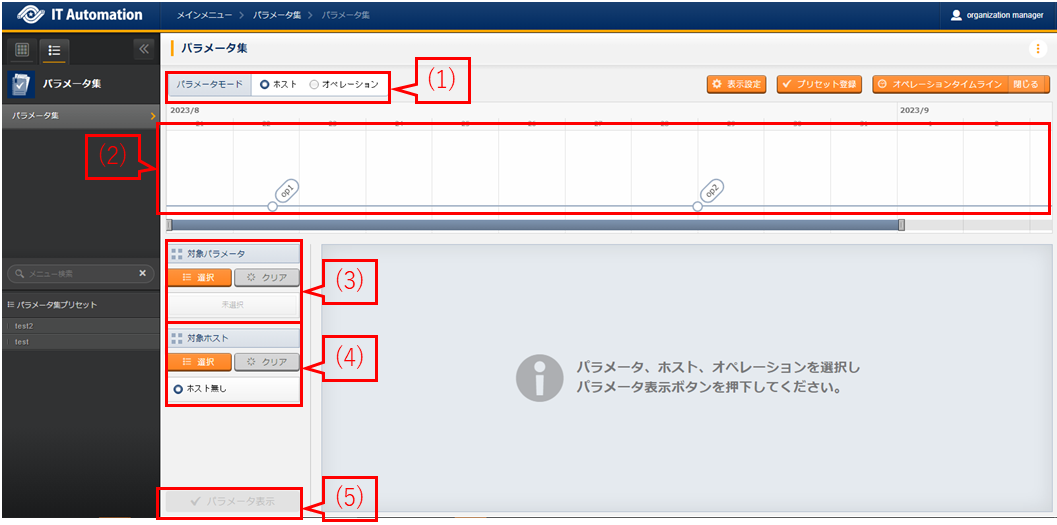 IT Automation
メインメニュー > パラメータ集 > パラメータ集
organization manager
パラメータ集
パラメータ集
パラメータ集
パラメータモード
ホスト
オペレーション
(1)
表示設定
プリセット登録
オペレーションタイムライン
閉じる
2023/8
2023/9
(2)
op1
op2
対象パラメータ
選択
クリア
未選択
(3)
メニュー検索
パラメータ集プリセット
test2
test
対象ホスト
選択
クリア
ホスト無し
(4)
パラメータ、ホスト、オペレーションを選択し
パラメータ表示ボタンを押下してください。
パラメータ表示
(5)